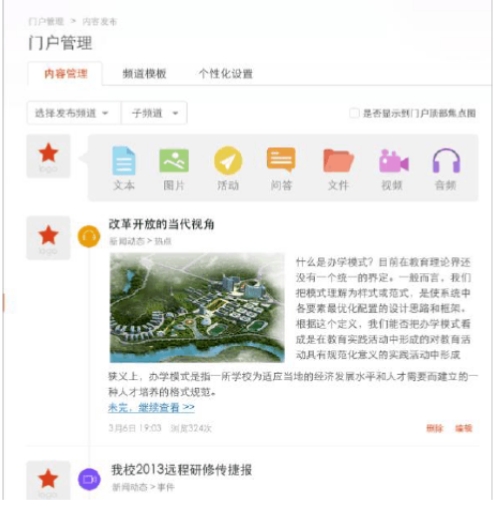 门户管理 > 内容发布
门户管理
内容管理 频道模板 个性化设置
选择发布频道 子频道 是否显示到门户顶部焦点图
logo
文本 图片 活动 问答 文件 视频 音频
改革开放的当代视角
logo
新闻动态 > 热点
什么是办学模式?目前在教育理论界还
没有一个统一的界定。一般而言,我们
把模式理解为样式或范式,是使系统中
各要素最优化配置的设计思路和框架。
根据这个定义,我们能否把办学模式看
成是在教育实践活动中形成的对教育活
动具有规范化意义的实践活动中形成
狭义上,办学模式是指一所学校为适应当地的经济发展水平和人才需要而建立的一
种人才培养的格式规范。
未完,继续查看 >>
3月6日 19:03 浏览324次 删除 编辑
我校2013远程研修传捷报
新闻动态 > 事件
logo